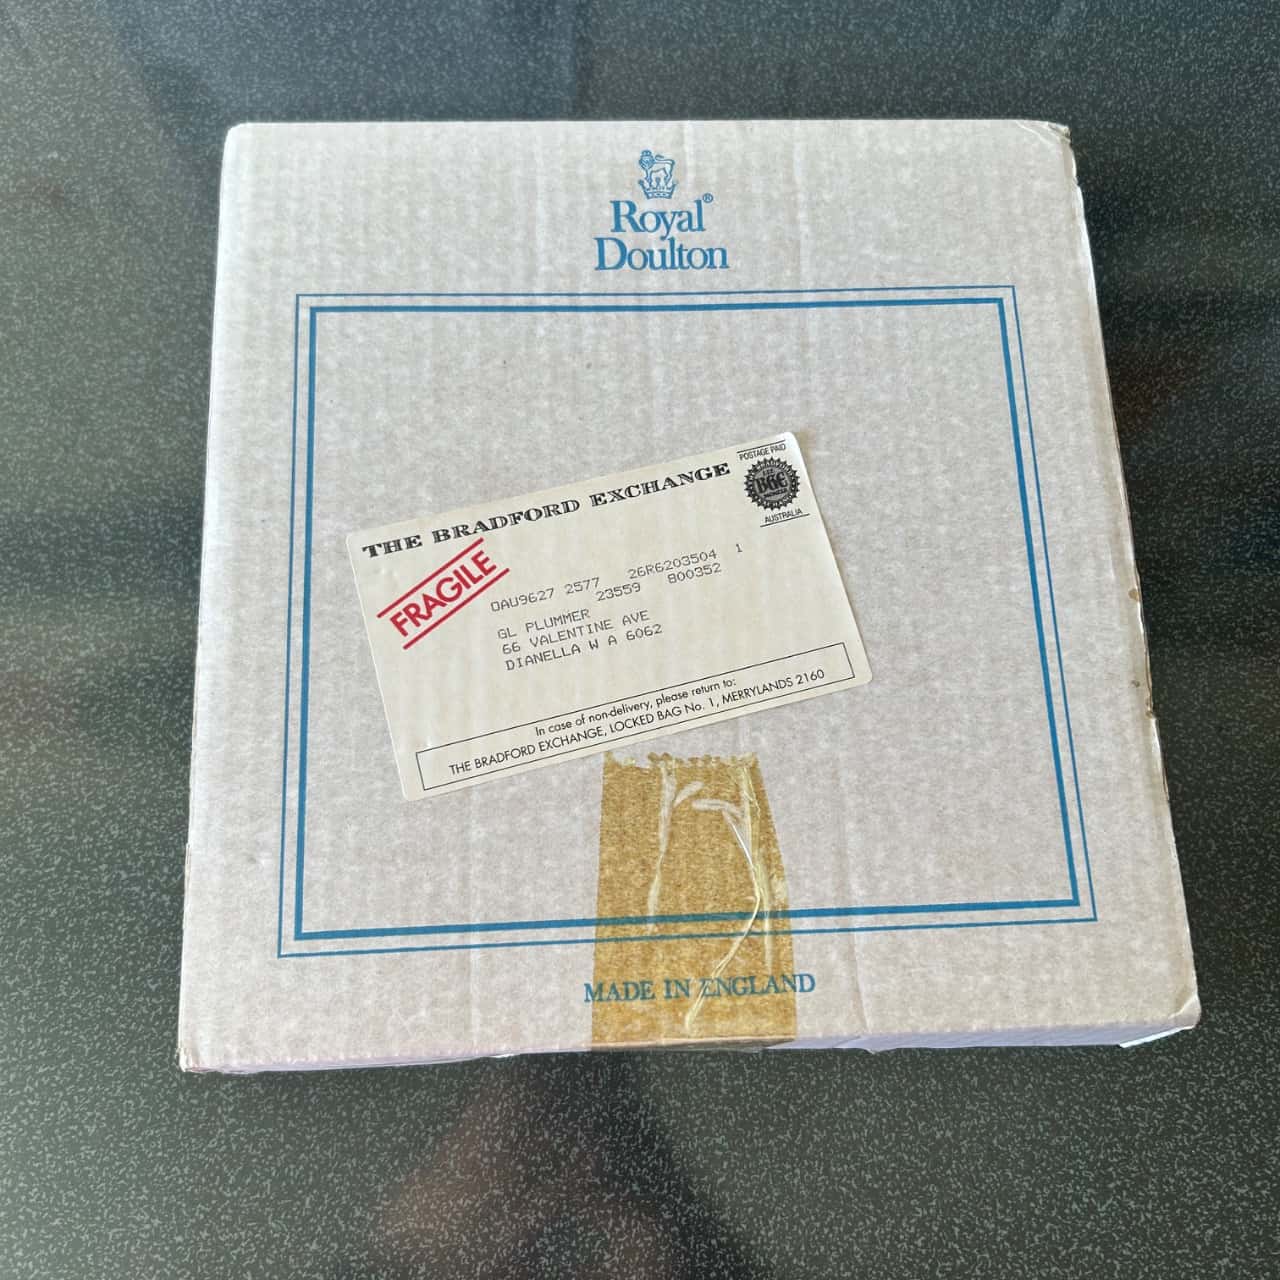 Royal®
Doulton
THE BRADFORD EXCHANGE
POSTAGE PAID
BRADFORD
B&E
EXCHANGE
AUSTRALIA
FRAGILE
OAU9627 2577 26R6203504 1
23559 800352
GL PLUMMER
66 VALENTINE AVE
DIANELLA W A 6062
In case of non-delivery, please return to:
THE BRADFORD EXCHANGE, LOCKED BAG No. 1, MERRYLANDS 2160
MADE IN ENGLAND